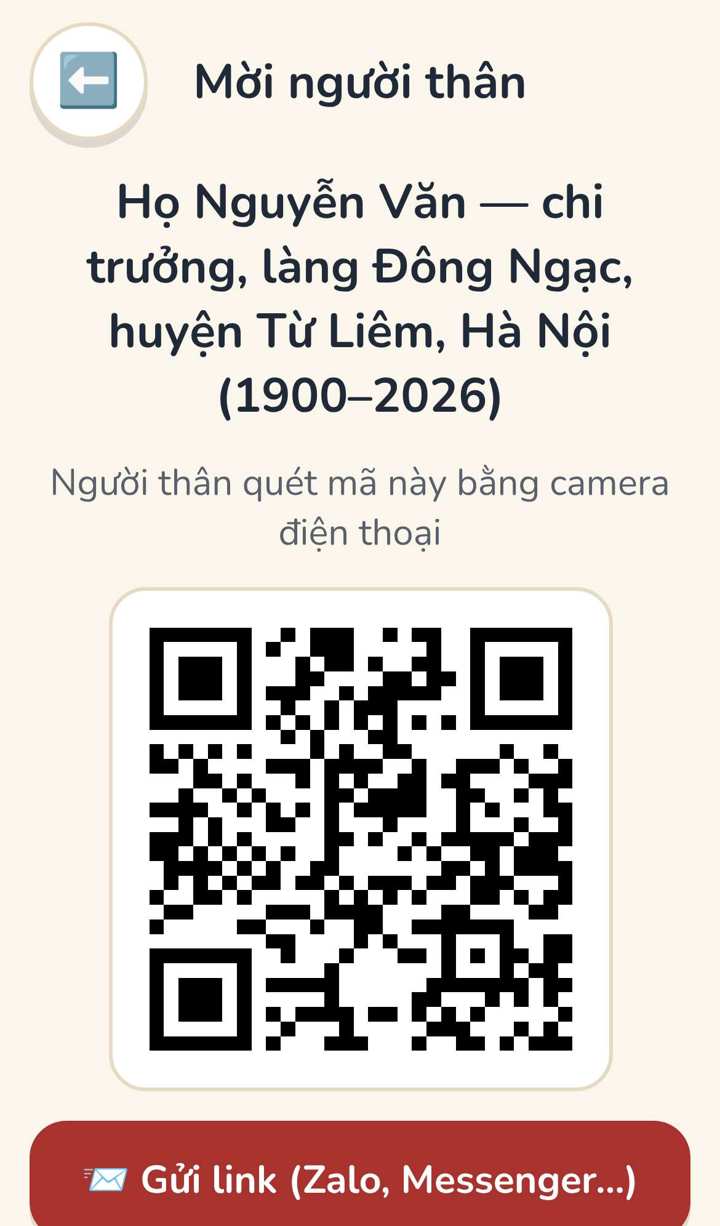 Mời người thân
Họ Nguyễn Văn — chi
trưởng, làng Đông Ngạc,
huyện Từ Liêm, Hà Nội
(1900–2026)
Người thân quét mã này bằng camera
điện thoại
Gửi link (Zalo, Messenger...)